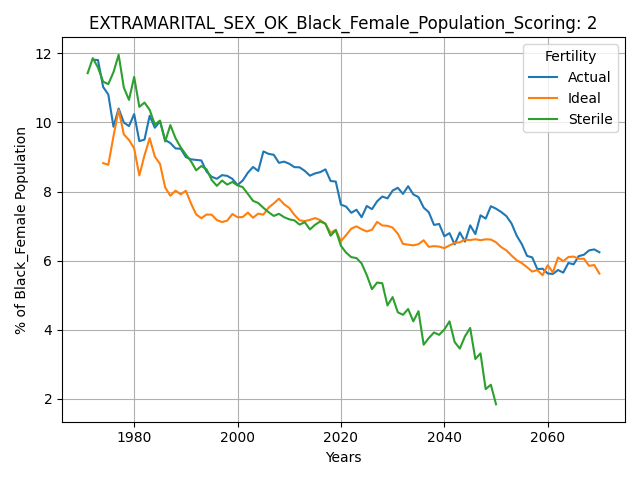 EXTRAMARITAL_SEX_OK_Black_Female_Population_Scoring: 2
Fertility
Actual
Ideal
Sterile
% of Black_Female Population
12
10
8
6
4
2
1980
2000
2020
2040
2060
Years